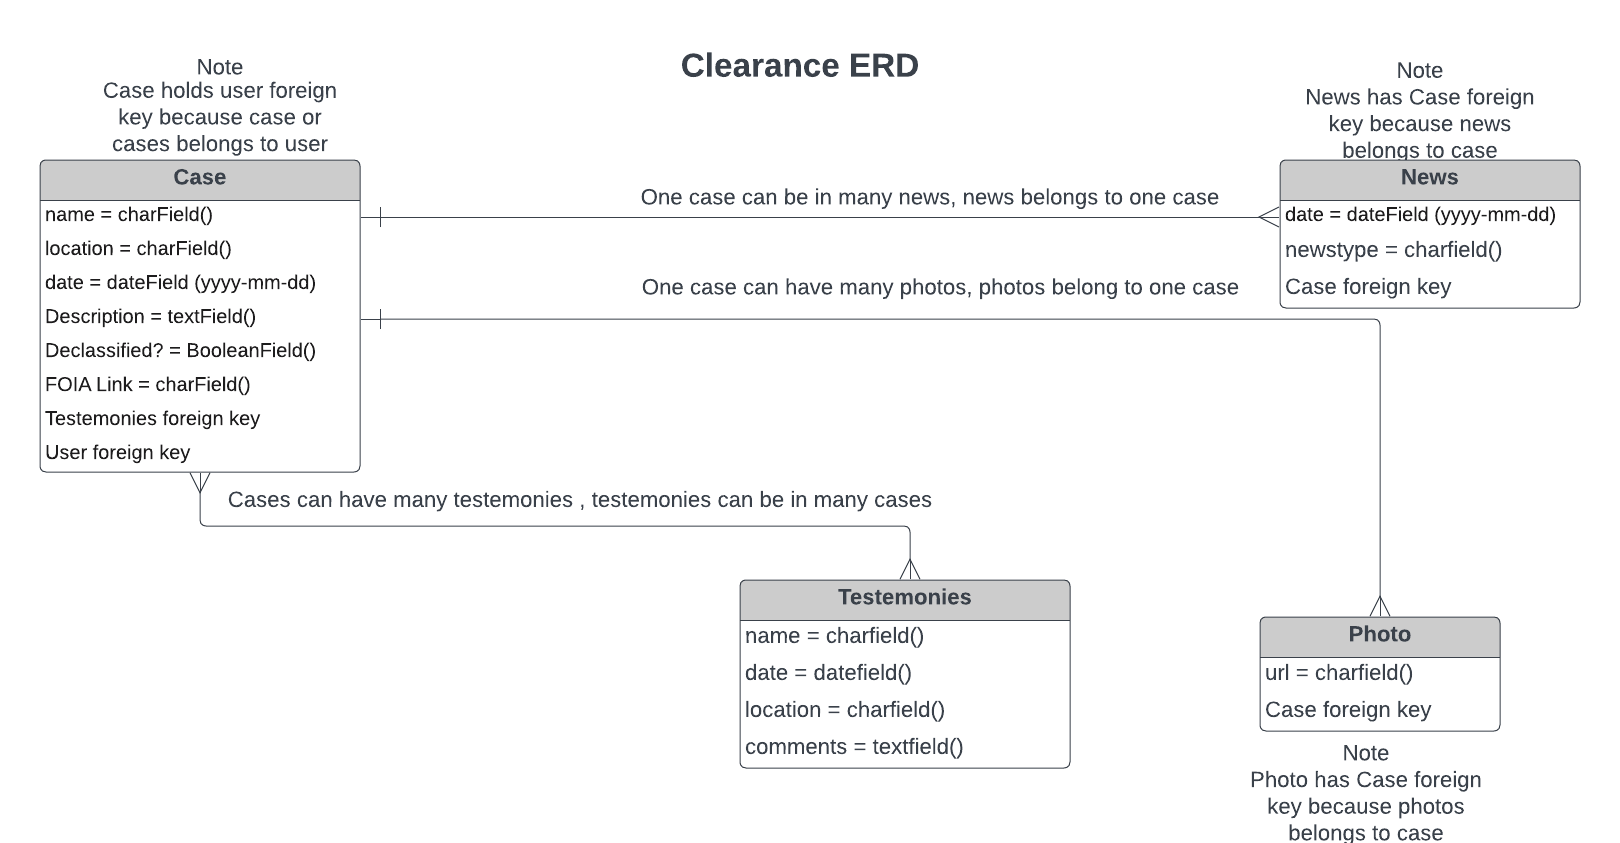 Clearance ERD
Note
Case holds user foreign
key because case or
cases belongs to user
Case
name = charField()
location = charField()
date = dateField (yyyy-mm-dd)
Description = textField()
Declassified? = BooleanField()
FOIA Link = charField()
Testemonies foreign key
User foreign key
One case can be in many news, news belongs to one case
One case can have many photos, photos belong to one case
Note
News has Case foreign
key because news
belongs to case
News
date = dateField (yyyy-mm-dd)
newstype = charfield()
Case foreign key
Cases can have many testemonies , testemonies can be in many cases
Testemonies
name = charfield()
date = datefield()
location = charfield()
comments = textfield()
Photo
url = charfield()
Case foreign key
Note
Photo has Case foreign
key because photos
belongs to case